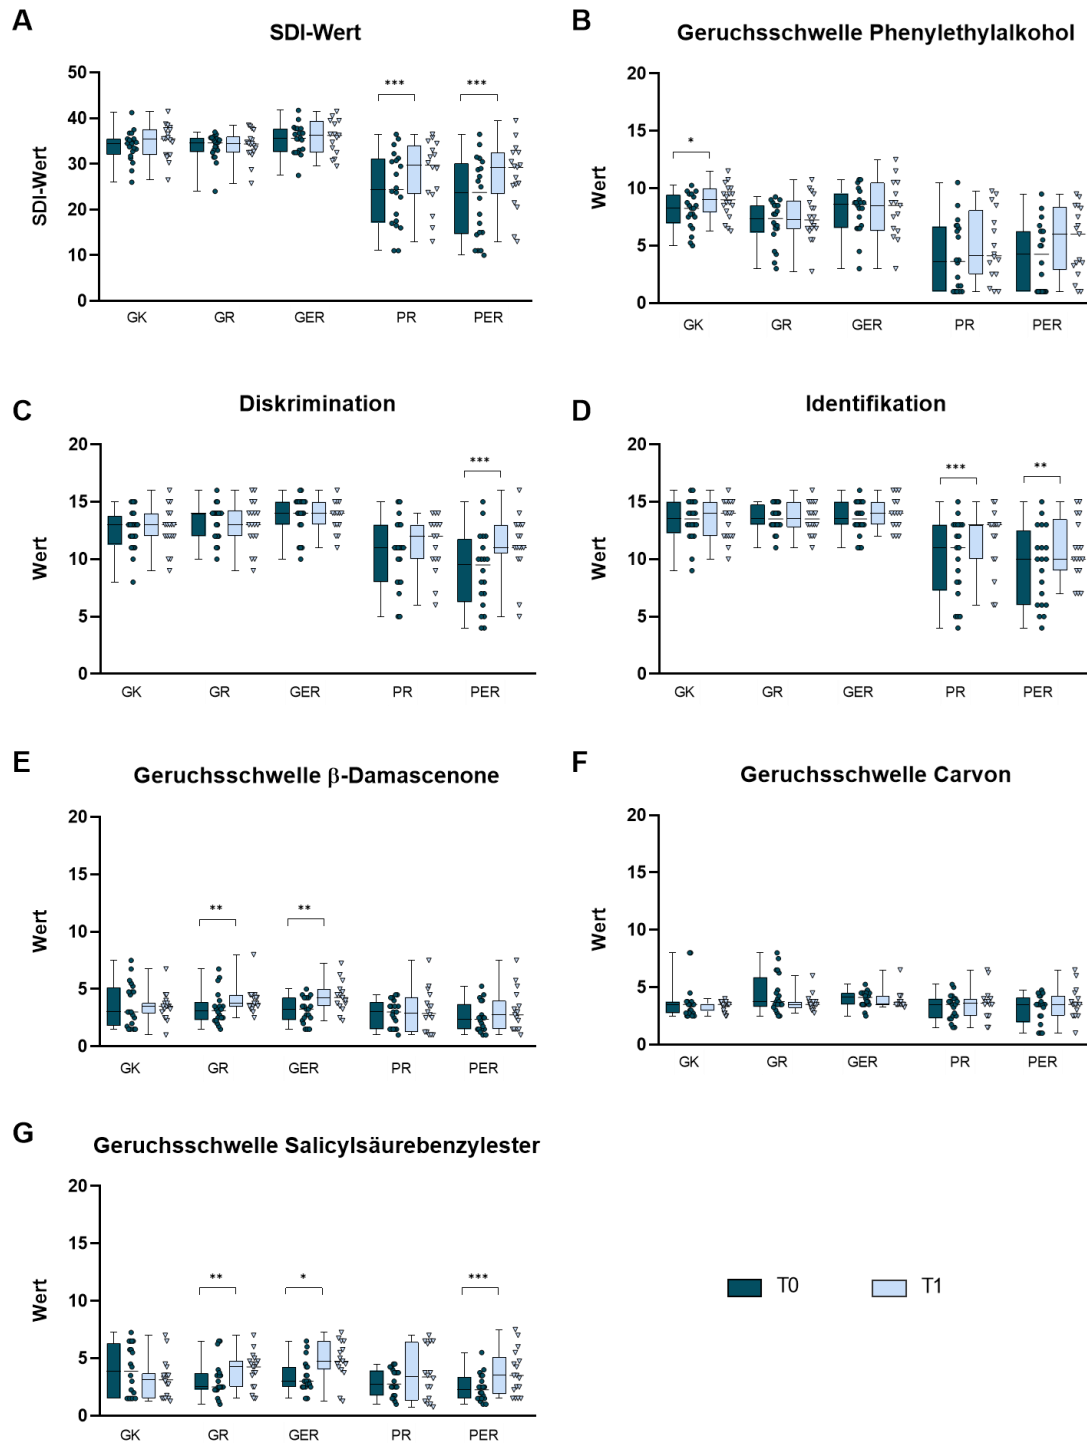 A
SDI-Wert
SDI-Wert
50
40
30
20
10
0
*** ***
GK GR GER PR PER
B
Geruchsschwelle Phenylethylalkohol
Wert
20
15
10
5
0
*
GK GR GER PR PER
C
Diskrimination
Wert
20
15
10
5
0
***
GK GR GER PR PER
D
Identifikation
Wert
20
15
10
5
0
*** **
GK GR GER PR PER
E
Geruchsschwelle β-Damascenone
Wert
20
15
10
5
0
** **
GK GR GER PR PER
F
Geruchsschwelle Carvon
Wert
20
15
10
5
0
GK GR GER PR PER
G
Geruchsschwelle Salicylsäurebenzylester
Wert
20
15
10
5
0
** * ***
GK GR GER PR PER
T0 T1